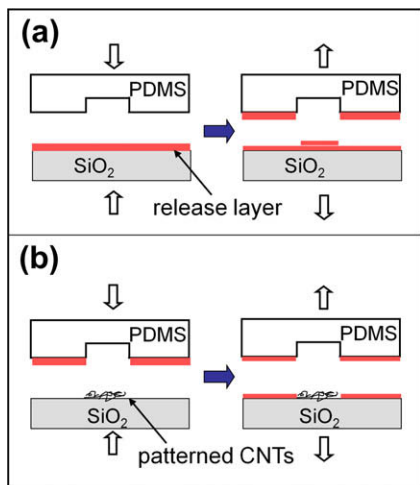 (a)
PDMS
PDMS
SiO₂
SiO₂
release layer
(b)
PDMS
PDMS
SiO₂
SiO₂
patterned CNTs